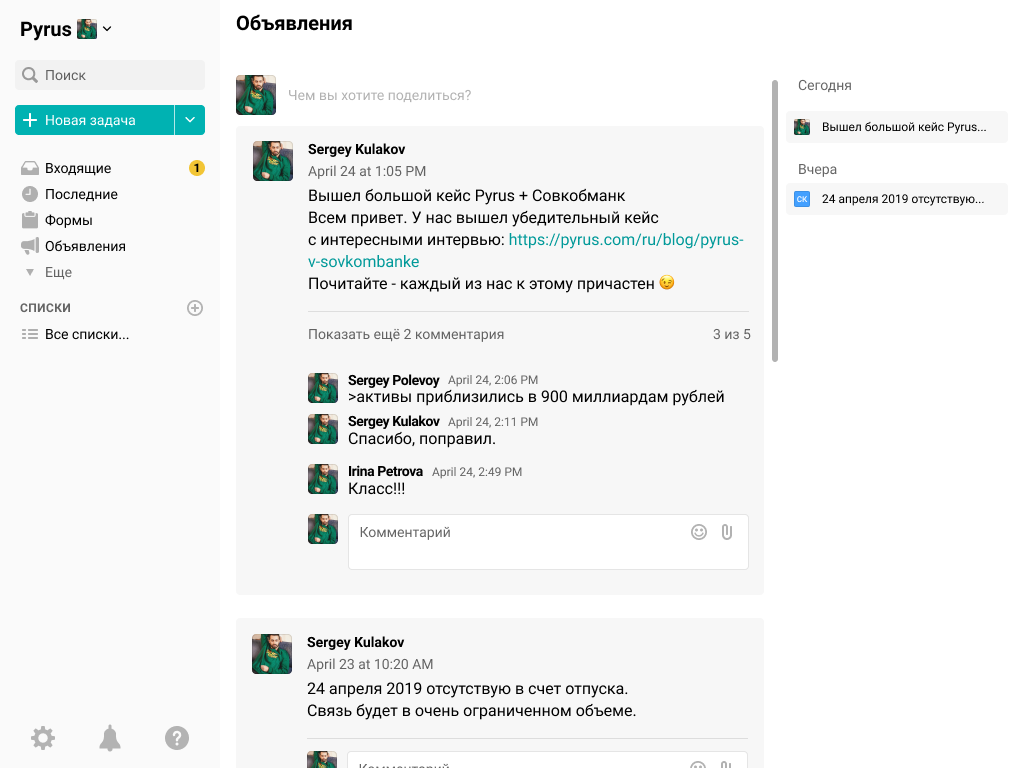 Pyrus
Поиск
Новая задача
Входящие
1
Последние
Формы
Объявления
Еще
СПИСКИ
Все списки...
Объявления
Чем вы хотите поделиться?
Sergey Kulakov
April 24 at 1:05 PM
Вышел большой кейс Pyrus + Совкобманк
Всем привет. У нас вышел убедительный кейс
с интересными интервью: https://pyrus.com/ru/blog/pyrus-
v-sovkombanke
Почитайте - каждый из нас к этому причастен 😉
Показать ещё 2 комментария
3 из 5
Sergey Polevoy April 24, 2:06 PM
>активы приблизились в 900 миллиардам рублей
Sergey Kulakov April 24, 2:11 PM
Спасибо, поправил.
Irina Petrova April 24, 2:49 PM
Класс!!!
Комментарий
Sergey Kulakov
April 23 at 10:20 AM
24 апреля 2019 отсутствую в счет отпуска.
Связь будет в очень ограниченном объеме.
Комментарий
Сегодня
Вышел большой кейс Pyrus...
Вчера
СК
24 апреля 2019 отсутствую...